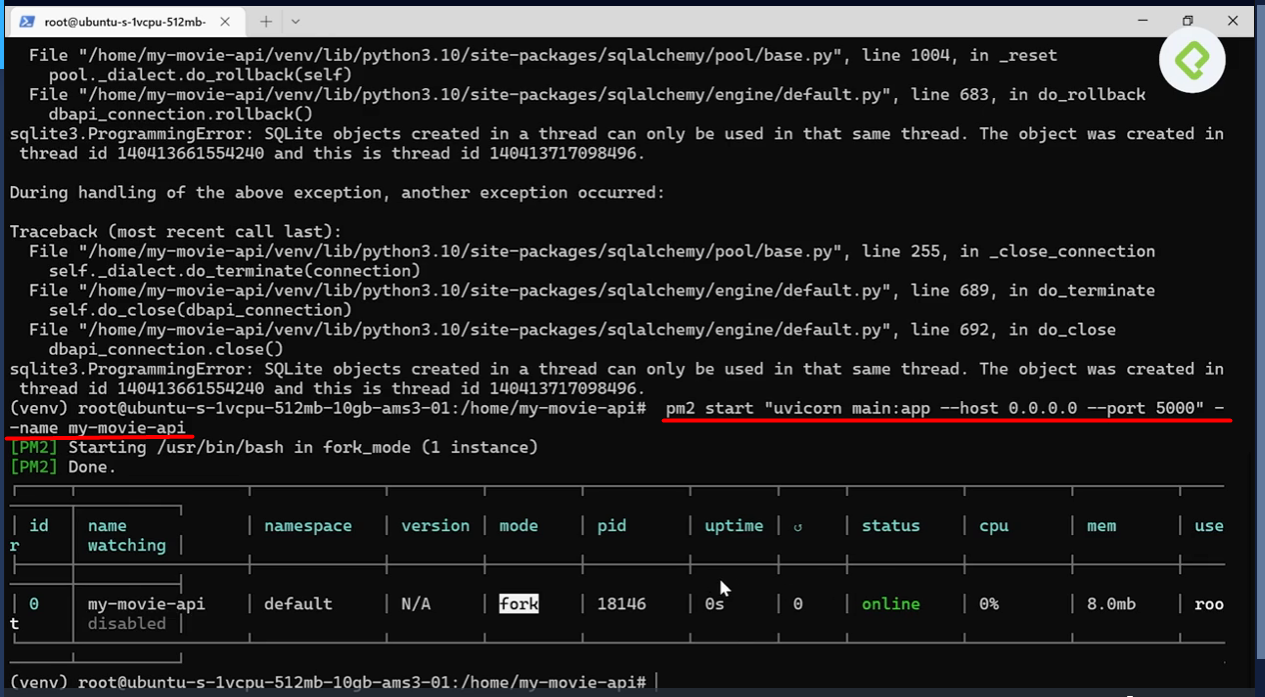 root@ubuntu-s-1vcpu-512mb-
File "/home/my-movie-api/venv/lib/python3.10/site-packages/sqlalchemy/pool/base.py", line 1004, in _reset
pool._dialect.do_rollback(self)
File "/home/my-movie-api/venv/lib/python3.10/site-packages/sqlalchemy/engine/default.py", line 683, in do_rollback
dbapi_connection.rollback()
sqlite3.ProgrammingError: SQLite objects created in a thread can only be used in that same thread. The object was created in
thread id 140413661554240 and this is thread id 140413717098496.
During handling of the above exception, another exception occurred:
Traceback (most recent call last):
File "/home/my-movie-api/venv/lib/python3.10/site-packages/sqlalchemy/pool/base.py", line 255, in _close_connection
self._dialect.do_terminate(connection)
File "/home/my-movie-api/venv/lib/python3.10/site-packages/sqlalchemy/engine/default.py", line 689, in do_terminate
self.do_close(dbapi_connection)
File "/home/my-movie-api/venv/lib/python3.10/site-packages/sqlalchemy/engine/default.py", line 692, in do_close
dbapi_connection.close()
sqlite3.ProgrammingError: SQLite objects created in a thread can only be used in that same thread. The object was created in
thread id 140413661554240 and this is thread id 140413717098496.
(venv) root@ubuntu-s-1vcpu-512mb-10gb-ams3-01:/home/my-movie-api# pm2 start "uvicorn main:app --host 0.0.0.0 --port 5000" -
-name my-movie-api
[PM2] Starting /usr/bin/bash in fork_mode (1 instance)
[PM2] Done.
│ id │ name │ namespace │ version │ mode │ pid │ uptime │ ↺ │ status │ cpu │ mem │ use
r │ watching │
│ 0 │ my-movie-api │ default │ N/A │ fork │ 18146 │ 0s │ 0 │ online │ 0% │ 8.0mb │ roo
t │ disabled │
(venv) root@ubuntu-s-1vcpu-512mb-10gb-ams3-01:/home/my-movie-api#